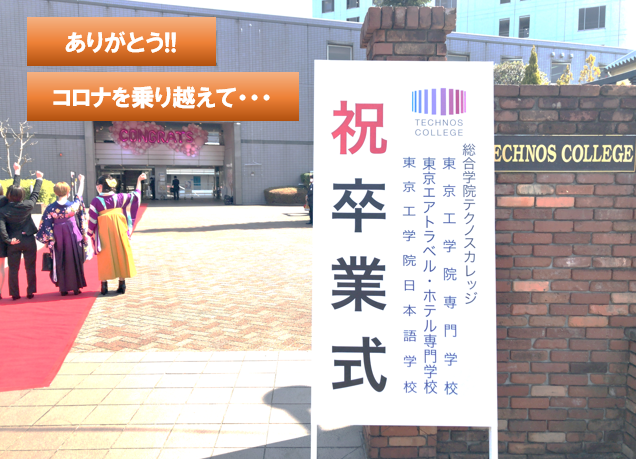 ありがとう!!
コロナを乗り越えて・・・
CONGRATS
TECHNOS
COLLEGE
祝卒業式
総合学院テクノスカレッジ
東京工学院専門学校
東京エアトラベル・ホテル専門学校
東京工学院日本語学校
TECHNOS COLLEGE